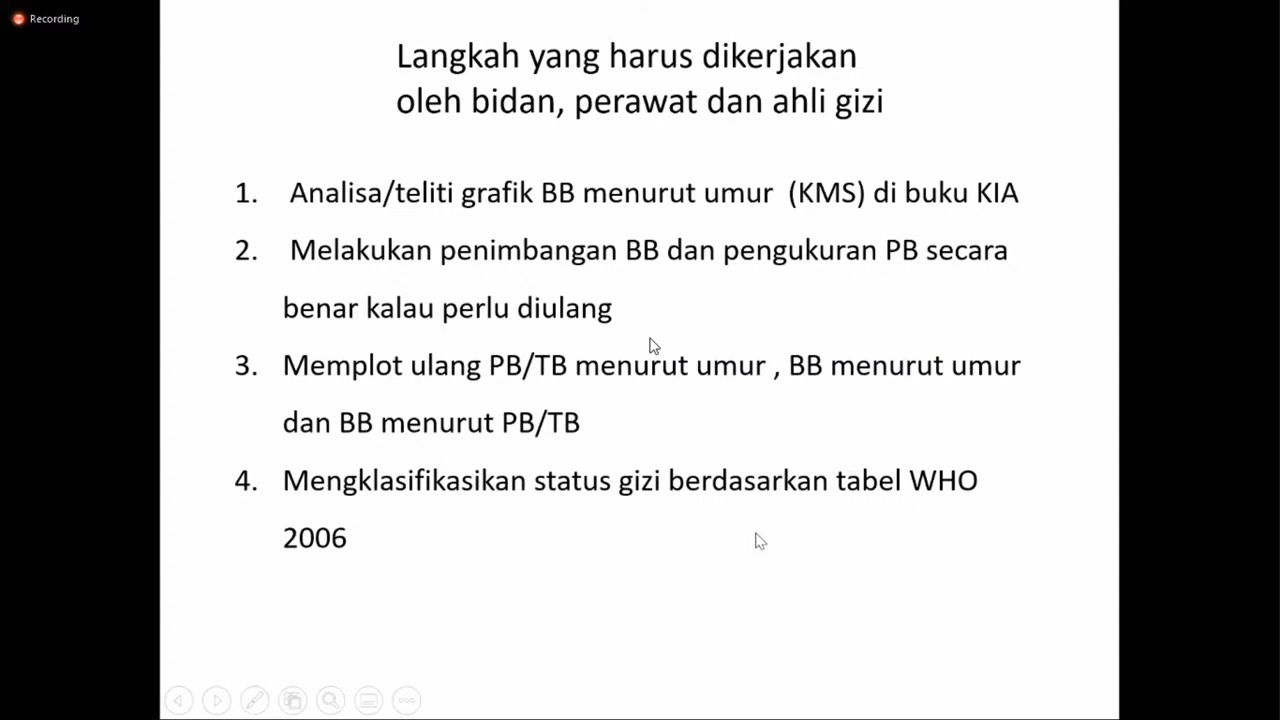 Recording
Langkah yang harus dikerjakan
oleh bidan, perawat dan ahli gizi
1. Analisa/teliti grafik BB menurut umur (KMS) di buku KIA
2. Melakukan penimbangan BB dan pengukuran PB secara
benar kalau perlu diulang
3. Memplot ulang PB/TB menurut umur , BB menurut umur
dan BB menurut PB/TB
4. Mengklasifikasikan status gizi berdasarkan tabel WHO
2006